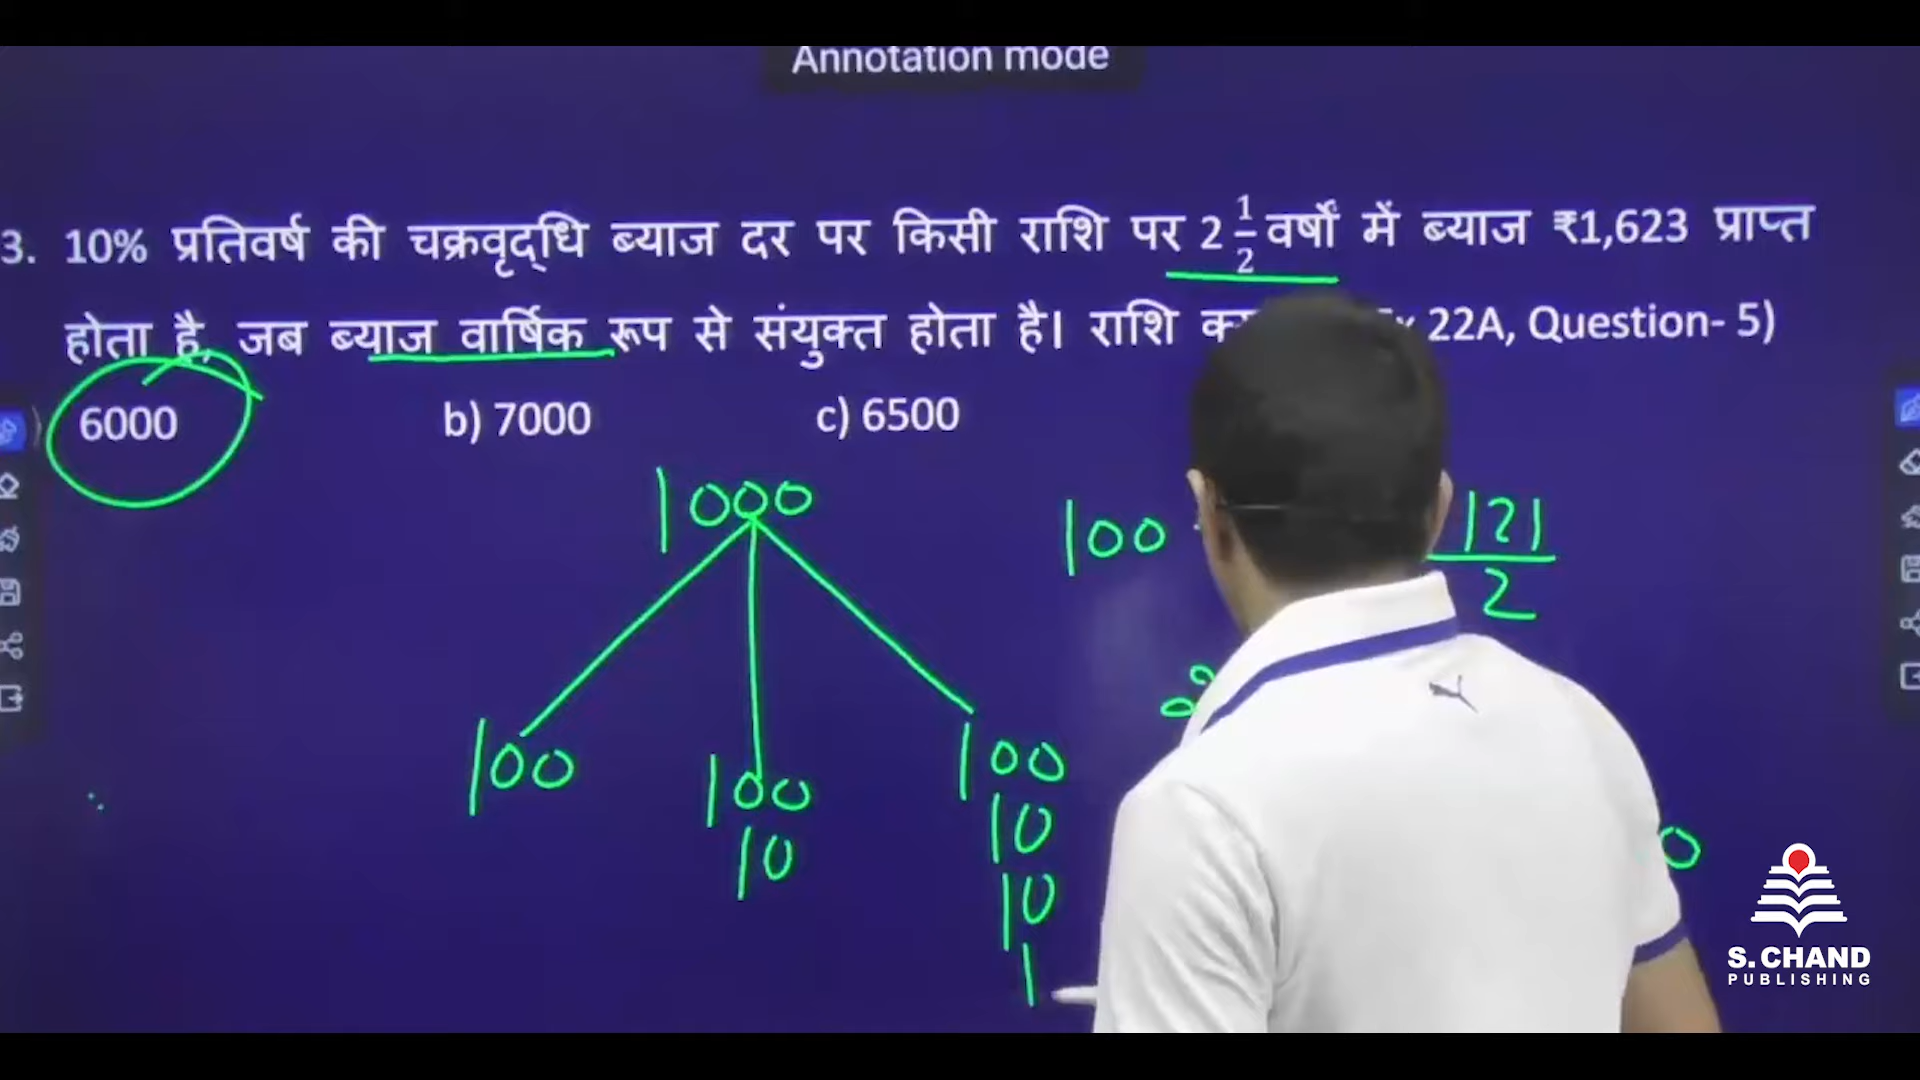 Annotation mode
3. 10% प्रतिवर्ष की चक्रवृद्धि ब्याज दर पर किसी राशि पर 2 1/2 वर्षों में ब्याज ₹1,623 प्राप्त
होता है, जब ब्याज वार्षिक रूप से संयुक्त होता है। राशि 22A, Question- 5)
6000 b) 7000 c) 6500
1000
100 121/2
100 100 100
10 10
10
1
0
S. CHAND
PUBLISHING